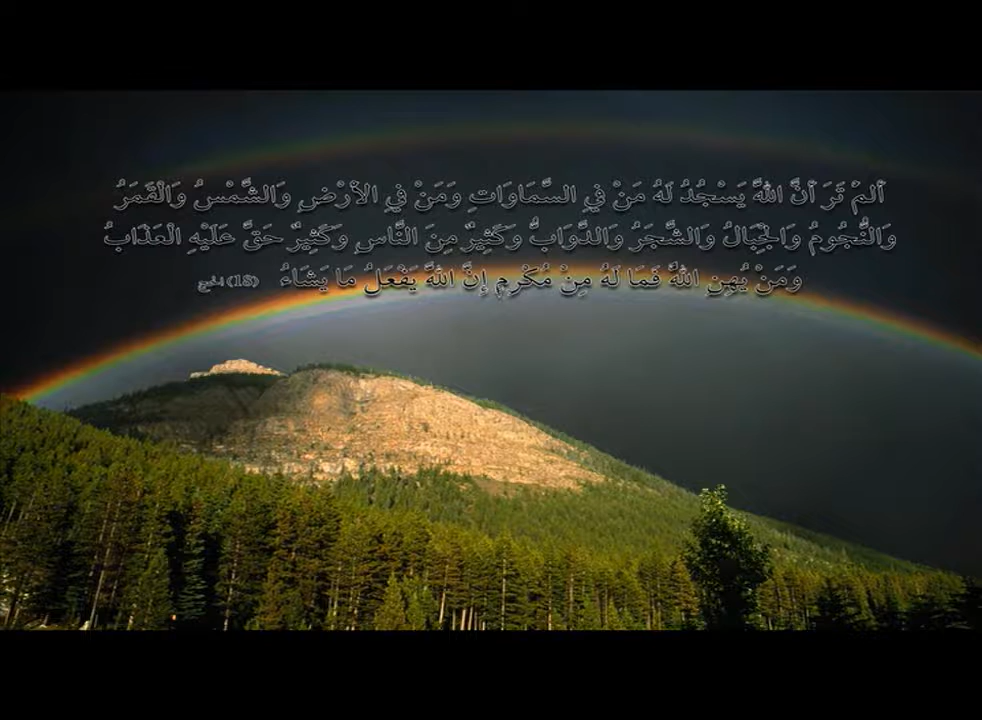 أَلَمْ تَرَ أَنَّ اللَّهَ يَسْجُدُ لَهُ مَنْ فِي السَّمَاوَاتِ وَمَنْ فِي الْأَرْضِ وَالشَّمْسُ وَالْقَمَرُ
وَالنُّجُومُ وَالْجِبَالُ وَالشَّجَرُ وَالدَّوَابُّ وَكَثِيرٌ مِنَ النَّاسِ وَكَثِيرٌ حَقَّ عَلَيْهِ الْعَذَابُ
وَمَنْ يُهِنِ اللَّهُ فَمَا لَهُ مِنْ مُكْرِمٍ إِنَّ اللَّهَ يَفْعَلُ مَا يَشَاءُ (18) الحج